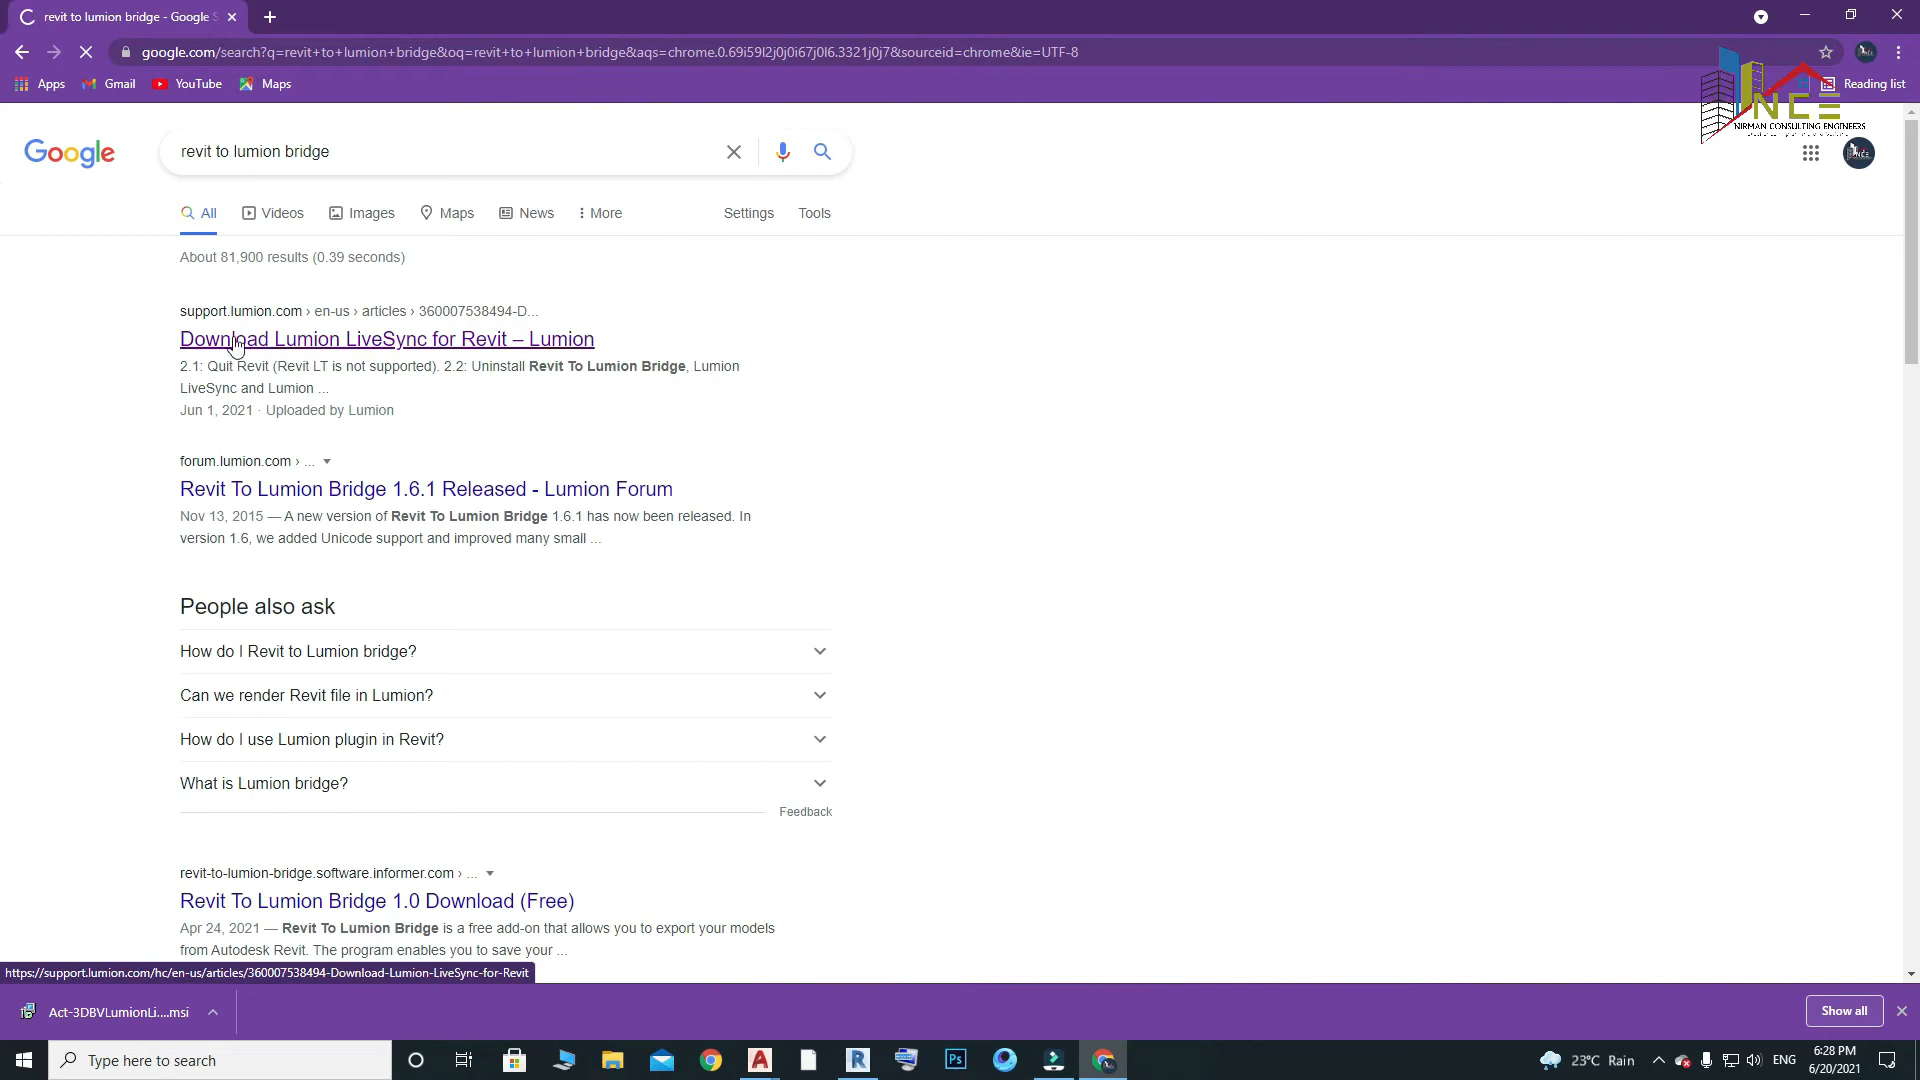 revit to lumion bridge - Google S
google.com/search?q=revit+to+lumion+bridge&oq=revit+to+lumion+bridge&aqs=chrome.0.69i59l2j0j0i67j0l6.3321j0j7&sourceid=chrome&ie=UTF-8
Apps Gmail YouTube Maps Reading list
NCE
NIRMAN CONSULTING ENGINEERS
Google revit to lumion bridge
All Videos Images Maps News More Settings Tools
About 81,900 results (0.39 seconds)
support.lumion.com › en-us › articles › 360007538494-D...
Download Lumion LiveSync for Revit – Lumion
2.1: Quit Revit (Revit LT is not supported). 2.2: Uninstall Revit To Lumion Bridge, Lumion
LiveSync and Lumion ...
Jun 1, 2021 · Uploaded by Lumion
forum.lumion.com › ...
Revit To Lumion Bridge 1.6.1 Released - Lumion Forum
Nov 13, 2015 — A new version of Revit To Lumion Bridge 1.6.1 has now been released. In
version 1.6, we added Unicode support and improved many small ...
People also ask
How do I Revit to Lumion bridge?
Can we render Revit file in Lumion?
How do I use Lumion plugin in Revit?
What is Lumion bridge?
Feedback
revit-to-lumion-bridge.software.informer.com › ...
Revit To Lumion Bridge 1.0 Download (Free)
Apr 24, 2021 — Revit To Lumion Bridge is a free add-on that allows you to export your models
from Autodesk Revit. The program enables you to save your ...
https://support.lumion.com/hc/en-us/articles/360007538494-Download-Lumion-LiveSync-for-Revit
Act-3DBVLumionLi....msi Show all
Type here to search 23°C Rain ENG 6:28 PM
6/20/2021